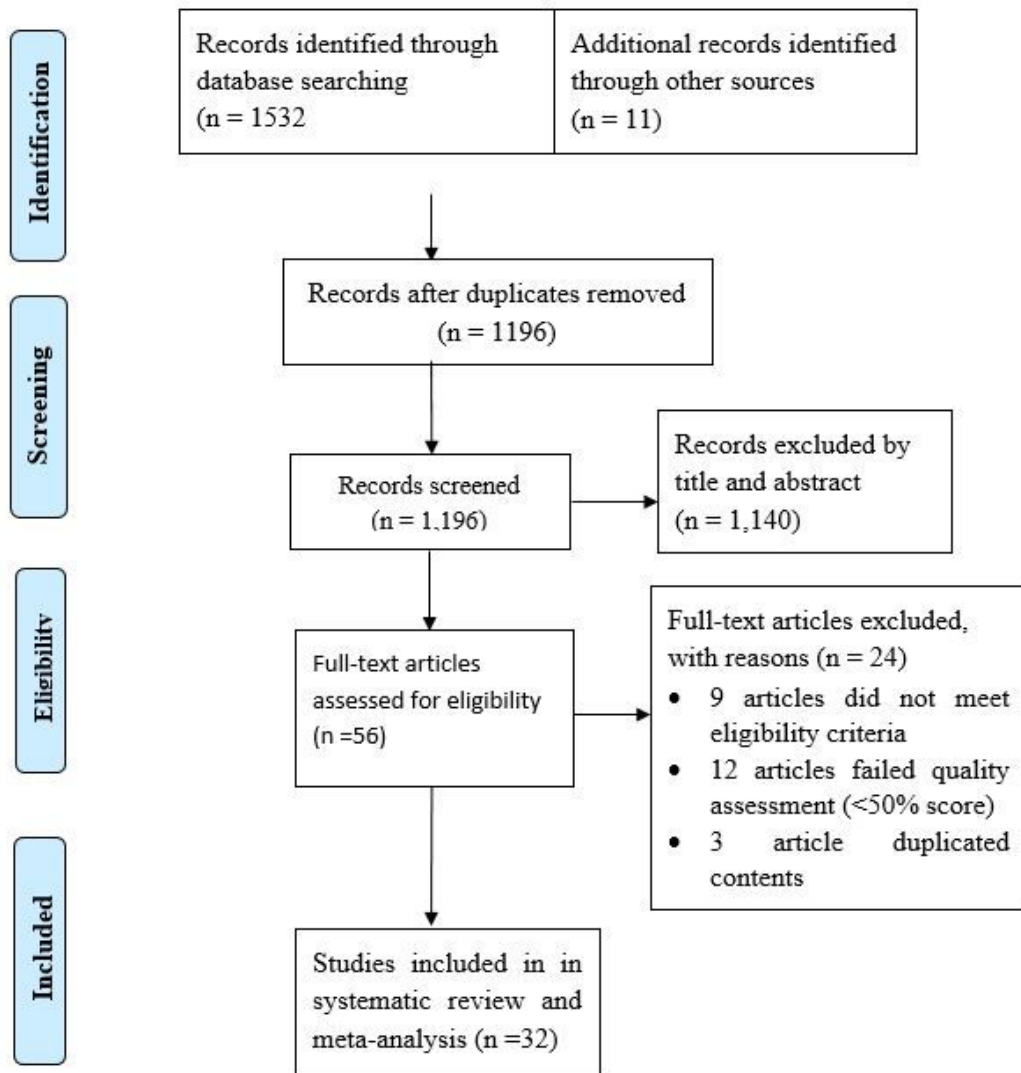 Identification
Records identified through
database searching
(n = 1532
Additional records identified
through other sources
(n = 11)
Records after duplicates removed
(n = 1196)
Screening
Records screened
(n = 1,196)
Records excluded by
title and abstract
(n = 1,140)
Eligibility
Full-text articles
assessed for eligibility
(n =56)
Full-text articles excluded,
with reasons (n = 24)
• 9 articles did not meet
eligibility criteria
• 12 articles failed quality
assessment (<50% score)
• 3 article duplicated
contents
Included
Studies included in in
systematic review and
meta-analysis (n =32)